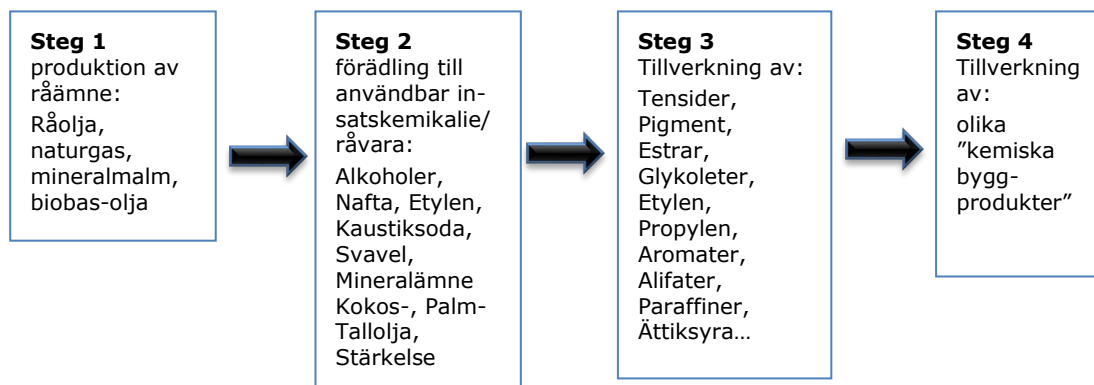 Steg 1
produktion av
råämne:
Råolja,
naturgas,
mineralmalm,
biobas-olja
Steg 2
förädling till
användbar in-
satskemikalie/
råvara:
Alkoholer,
Nafta, Etylen,
Kaustiksoda,
Svavel,
Mineralämne
Kokos-, Palm-
Tallolja,
Stärkelse
Steg 3
Tillverkning av:
Tensider,
Pigment,
Estrar,
Glykoleter,
Etylen,
Propylen,
Aromater,
Alifater,
Paraffiner,
Ättiksyra…
Steg 4
Tillverkning
av:
olika
”kemiska
bygg-
produkter”